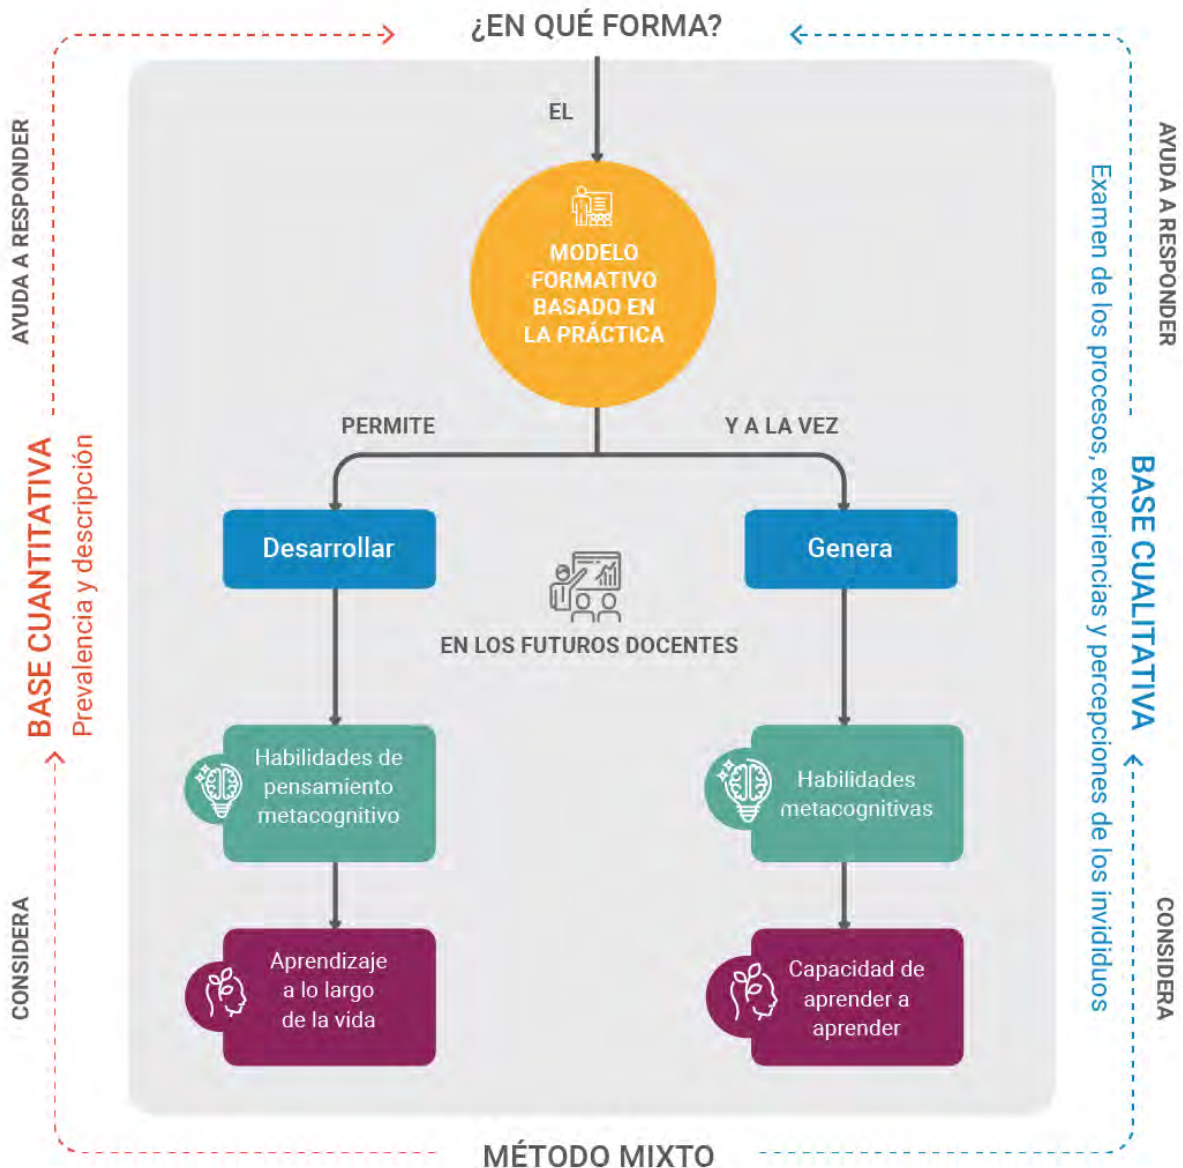 ¿EN QUÉ FORMA?
EL
MODELO
FORMATIVO
BASADO EN
LA PRÁCTICA
PERMITE
Y A LA VEZ
Desarrollar
Genera
EN LOS FUTUROS DOCENTES
Habilidades de
pensamiento
metacognitivo
Habilidades
metacognitivas
Aprendizaje
a lo largo
de la vida
Capacidad de
aprender a
aprender
AYUDA A RESPONDER
BASE CUANTITATIVA
Prevalencia y descripción
CONSIDERA
AYUDA A RESPONDER
BASE CUALITATIVA
Examen de los procesos, experiencias y percepciones de los invididuos
CONSIDERA
MÉTODO MIXTO